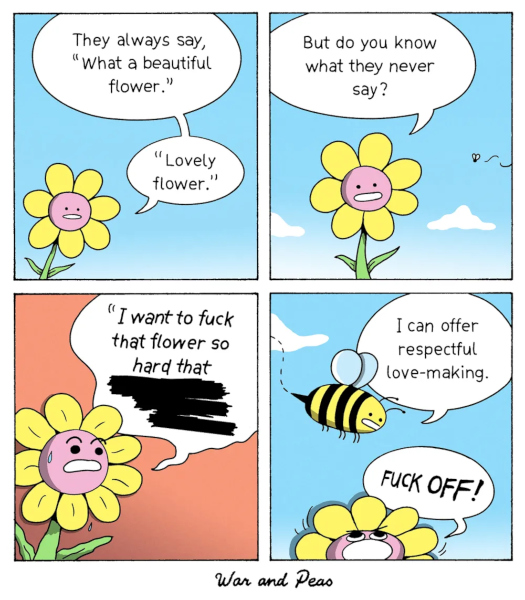 They always say,
"What a beautiful
flower."
"Lovely
flower."
But do you know
what they never
say?
"I want to fuck
that flower so
hard that
I can offer
respectful
love-making.
FUCK OFF!
War and Peas